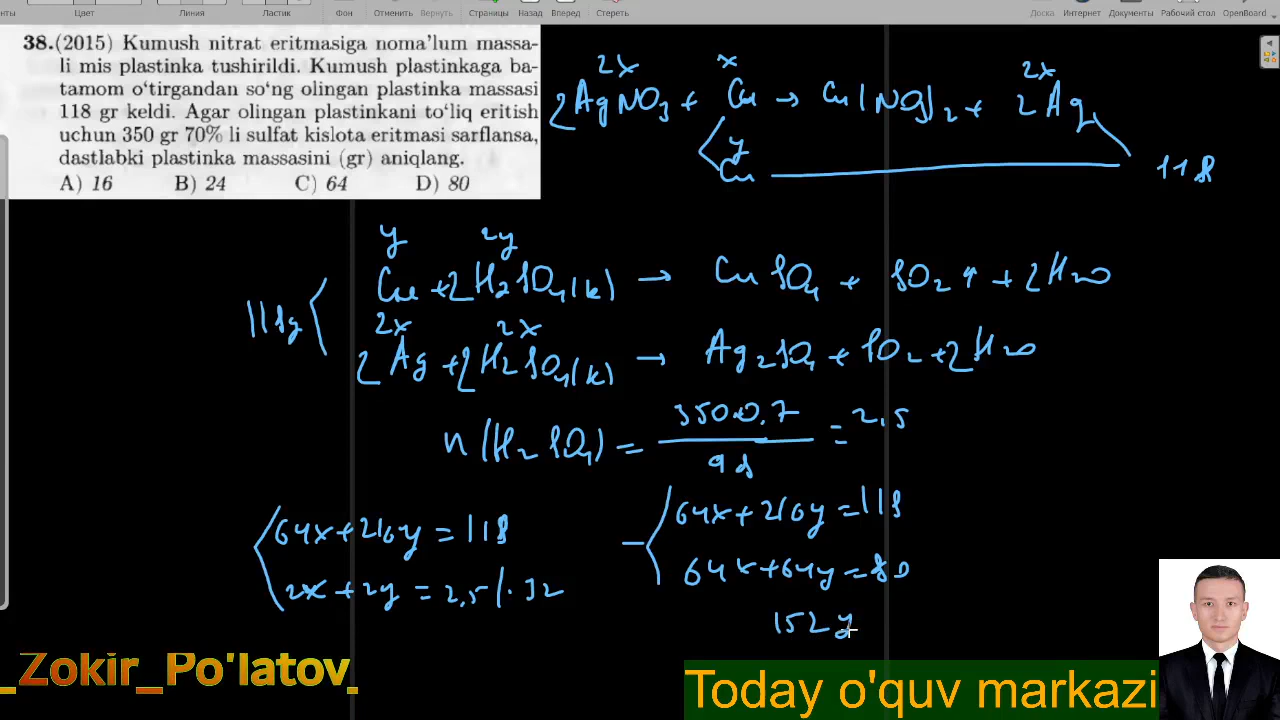 нты
Цвет
Линия
Ластик
Фон
Отменить
Вернуть
Страницы
Назад
Вперед
Стереть
Доска
Интернет
Документы
Рабочий стол
OpenBoard
38.(2015) Kumush nitrat eritmasiga noma'lum massa-
li mis plastinka tushirildi. Kumush plastinkaga ba-
tamom o'tirgandan so'ng olingan plastinka massasi
118 gr keldi. Agar olingan plastinkani to'liq eritish
uchun 350 gr 70% li sulfat kislota eritmasi sarflansa,
dastlabki plastinka massasini (gr) aniqlang.
A) 16 B) 24 C) 64 D) 80
2x x 2x
2AgNO3 + Cu → Cu(NO3)2 + 2Ag
y
Cu 118
y 2y
Cu + 2H2SO4(k) → CuSO4 + SO2↑ + 2H2O
118g
2x 2x
2Ag + 2H2SO4(k) → Ag2SO4 + SO2 + 2H2O
n(H2SO4) = 350·0,7 / 98 = 2,5
64x + 216y = 118
2x + 2y = 2,5 | ·32
64x + 216y = 118
64x + 64y = 80
152y
_Zokir_Po'latov_
Today o'quv markazi